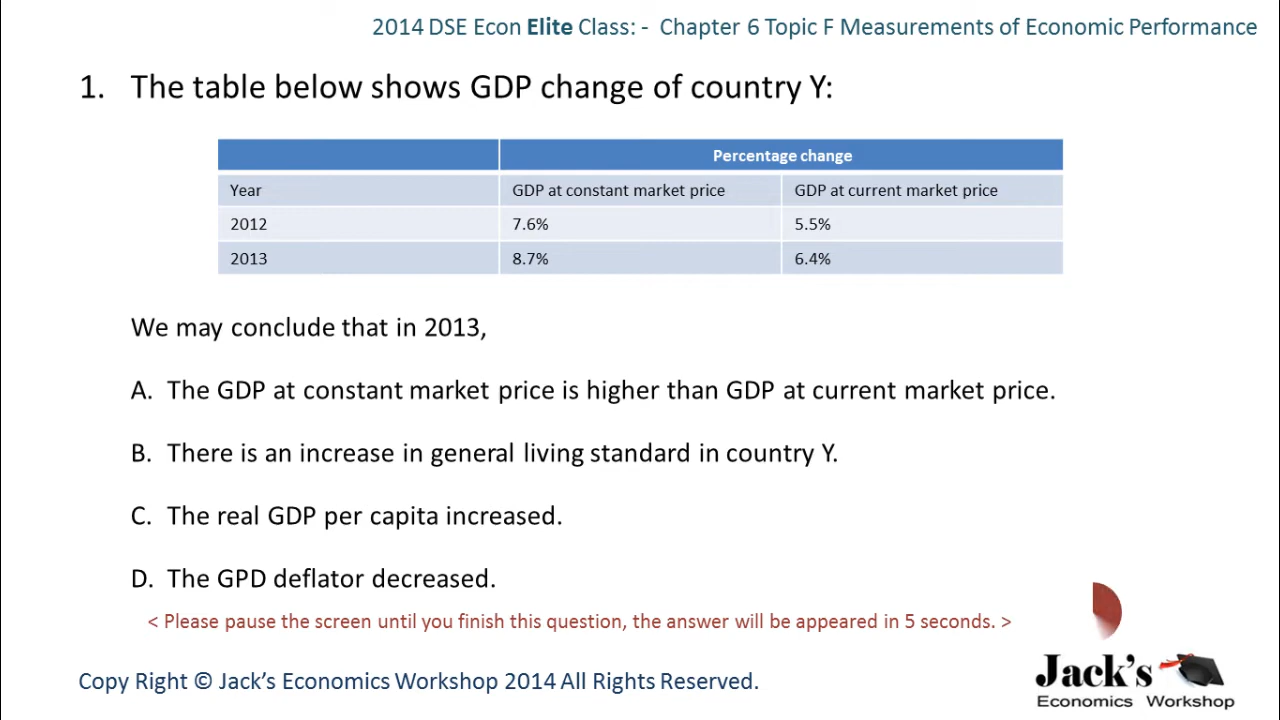 2014 DSE Econ Elite Class: - Chapter 6 Topic F Measurements of Economic Performance
1. The table below shows GDP change of country Y:
Percentage change
Year GDP at constant market price GDP at current market price
2012 7.6% 5.5%
2013 8.7% 6.4%
We may conclude that in 2013,
A. The GDP at constant market price is higher than GDP at current market price.
B. There is an increase in general living standard in country Y.
C. The real GDP per capita increased.
D. The GPD deflator decreased.
< Please pause the screen until you finish this question, the answer will be appeared in 5 seconds. >
Copy Right © Jack's Economics Workshop 2014 All Rights Reserved.
Jack's
Economics Workshop